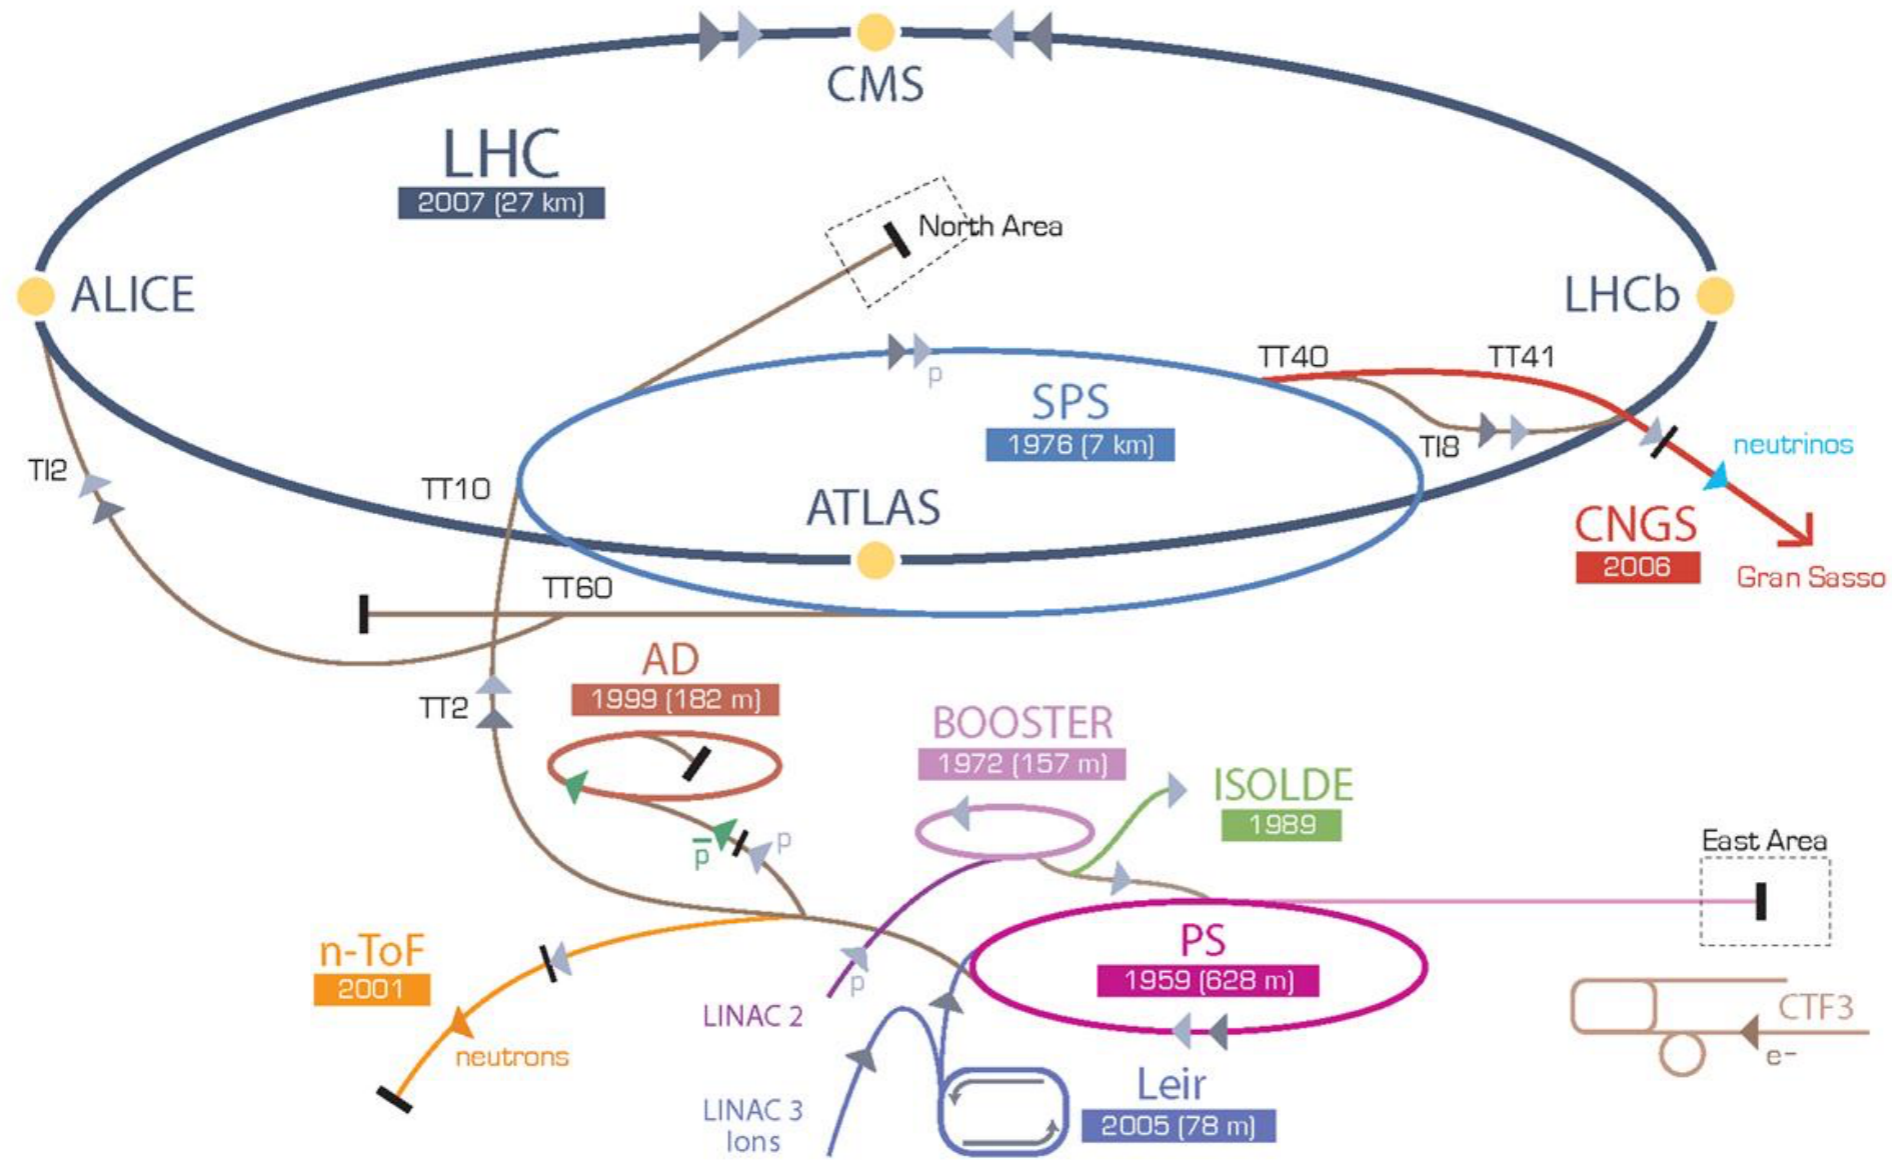 CMS
LHC
2007 (27 km)
North Area
ALICE
LHCb
TT40
TT41
p
SPS
1976 (7 km)
TI8
neutrinos
TI2
TT10
ATLAS
CNGS
2006
Gran Sasso
TT60
AD
1999 (182 m)
TT2
BOOSTER
1972 (157 m)
ISOLDE
1989
East Area
p
p̅
n-ToF
2001
PS
1959 (628 m)
p
LINAC 2
CTF3
e-
neutrons
Leir
2005 (78 m)
LINAC 3
Ions